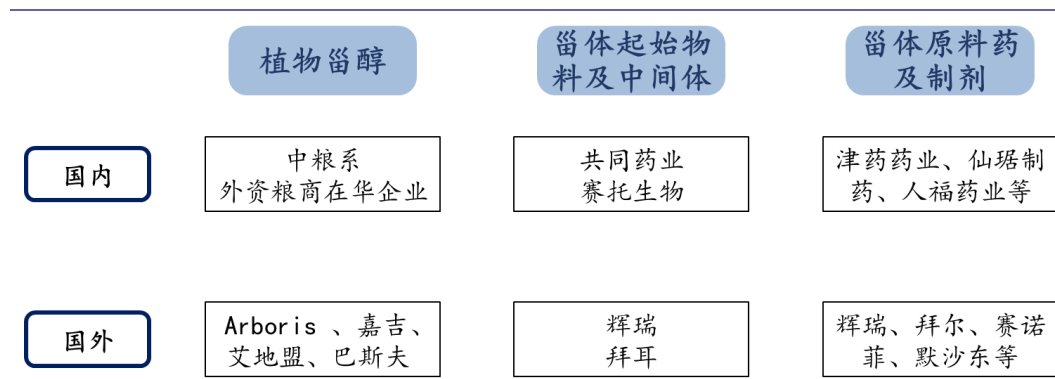 植物甾醇
甾体起始物
料及中间体
甾体原料药
及制剂
国内
中粮系
外资粮商在华企业
共同药业
赛托生物
津药药业、仙琚制
药、人福药业等
国外
Arboris 、嘉吉、
艾地盟、巴斯夫
辉瑞
拜耳
辉瑞、拜尔、赛诺
菲、默沙东等